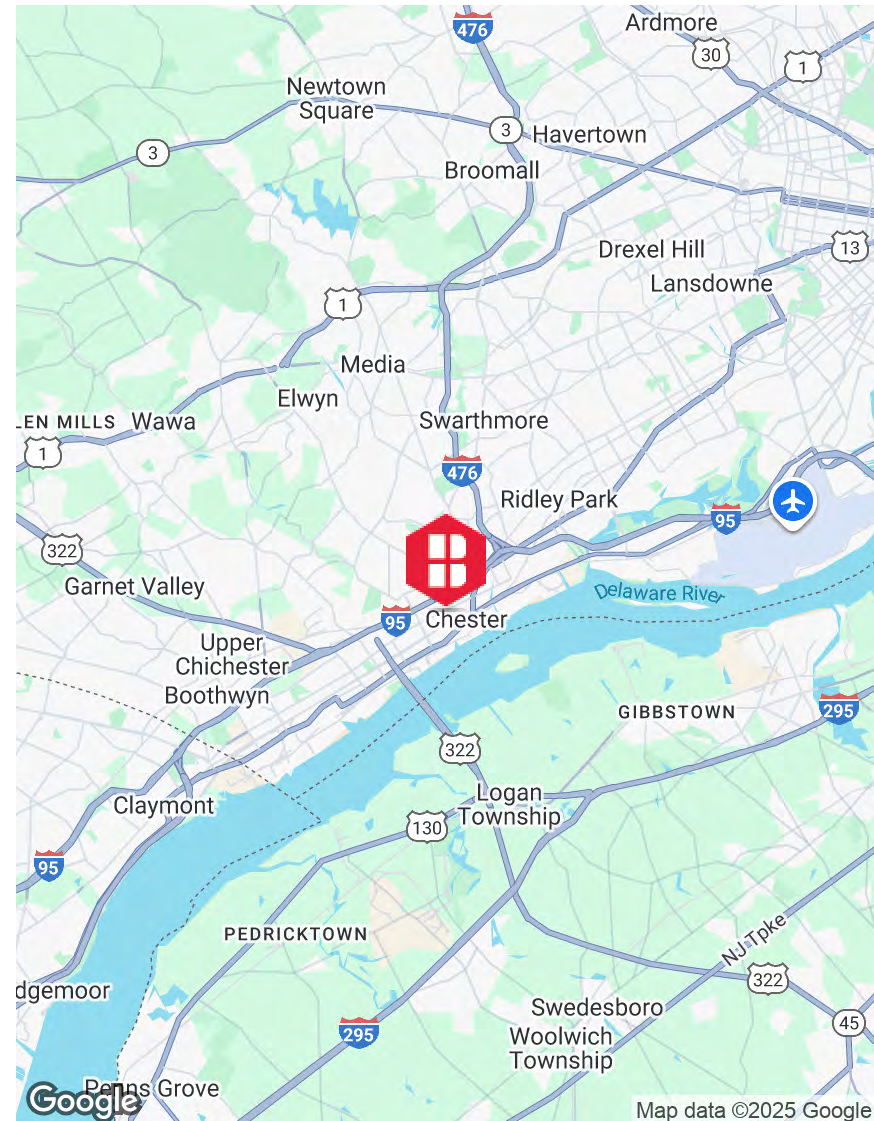 Ardmore
476
30
1
Newtown
Square
3
3
Havertown
Broomall
Drexel Hill
13
Lansdowne
1
Media
Elwyn
Swarthmore
LEN MILLS
Wawa
1
476
Ridley Park
95
322
Garnet Valley
Delaware River
95
Chester
Upper
Chichester
Boothwyn
GIBBSTOWN
295
322
Logan
Township
Claymont
130
95
PEDRICKTOWN
NJ Tpke
322
dgemoor
Swedesboro
45
295
Woolwich
Township
Penns Grove
Google
Map data ©2025 Google